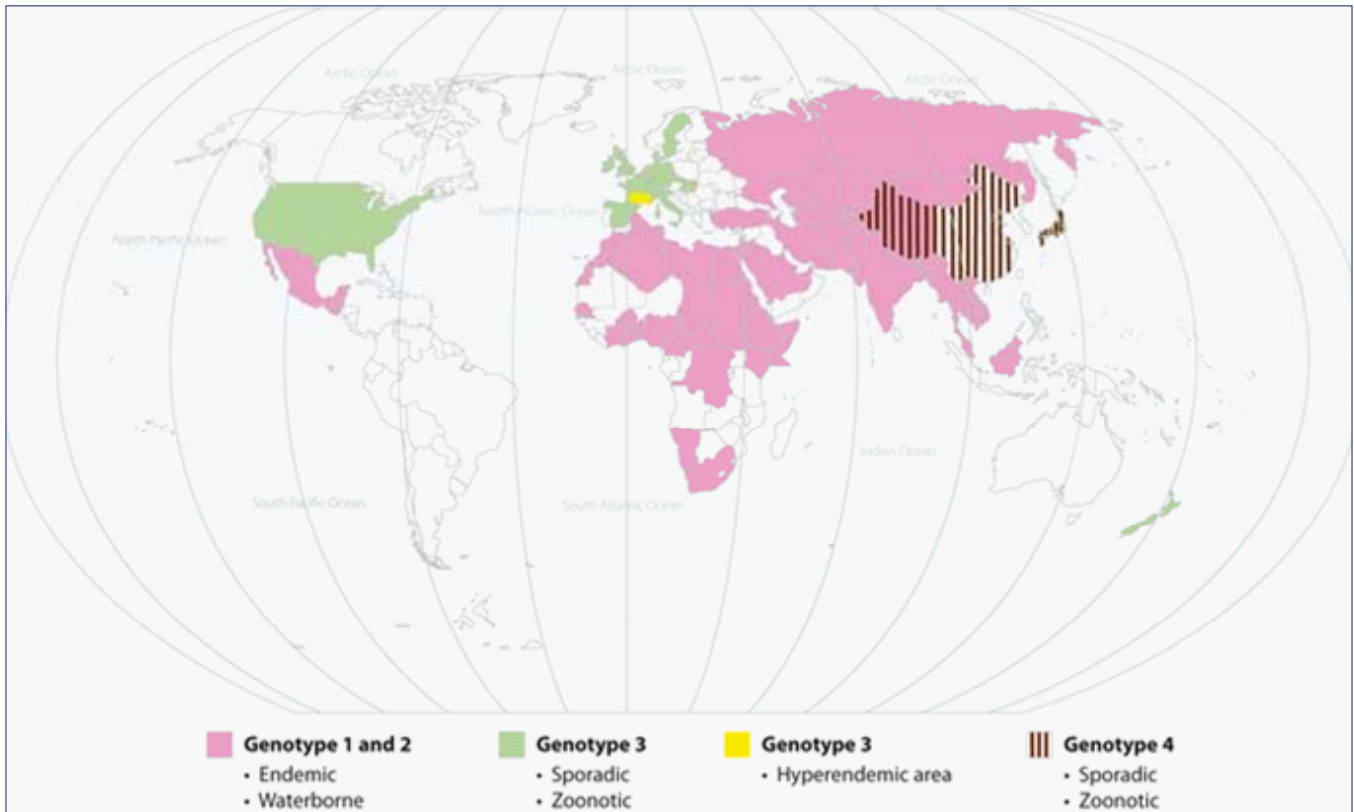 Arctic Ocean
Arctic Ocean
Arctic Ocean
North Atlantic Ocean
North Pacific Ocean
Indian Ocean
South Pacific Ocean
South Atlantic Ocean
Genotype 1 and 2
• Endemic
• Waterborne
Genotype 3
• Sporadic
• Zoonotic
Genotype 3
• Hyperendemic area
Genotype 4
• Sporadic
• Zoonotic